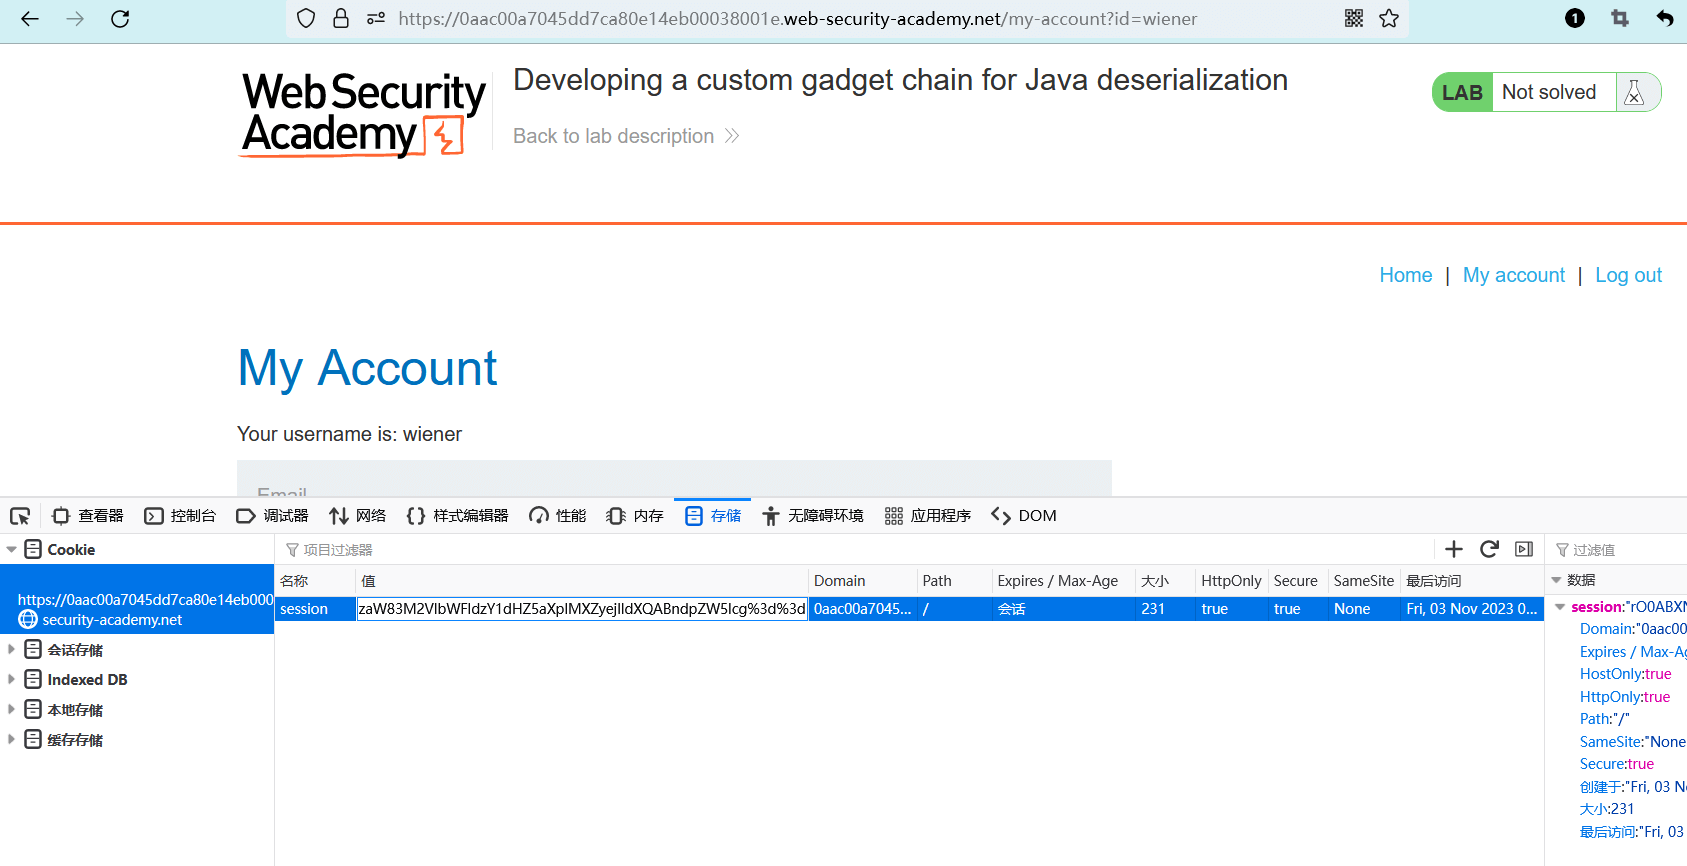 https://0aac00a7045dd7ca80e14eb00038001e.web-security-academy.net/my-account?id=wiener
1
Web Security
Academy
Developing a custom gadget chain for Java deserialization
Back to lab description
LAB Not solved
Home | My account | Log out
My Account
Your username is: wiener
Email
查看器 控制台 调试器 网络 {} 样式编辑器 性能 内存 存储 无障碍环境 应用程序 DOM
Cookie
项目过滤器
过滤值
https://0aac00a7045dd7ca80e14eb000
security-academy.net
会话存储
Indexed DB
本地存储
缓存存储
名称 值 Domain Path Expires / Max-Age 大小 HttpOnly Secure SameSite 最后访问
session zaW83M2VlbWFldzY1dHZ5aXplMXZyejlldXQABndpZW5lcg%3d%3d 0aac00a7045... / 会话 231 true true None Fri, 03 Nov 2023 0...
数据
session:"rO0ABXN
Domain:"0aac00
Expires / Max-Ag
HostOnly:true
HttpOnly:true
Path:"/"
SameSite:"None
Secure:true
创建于:"Fri, 03 N
大小:231
最后访问:"Fri, 03